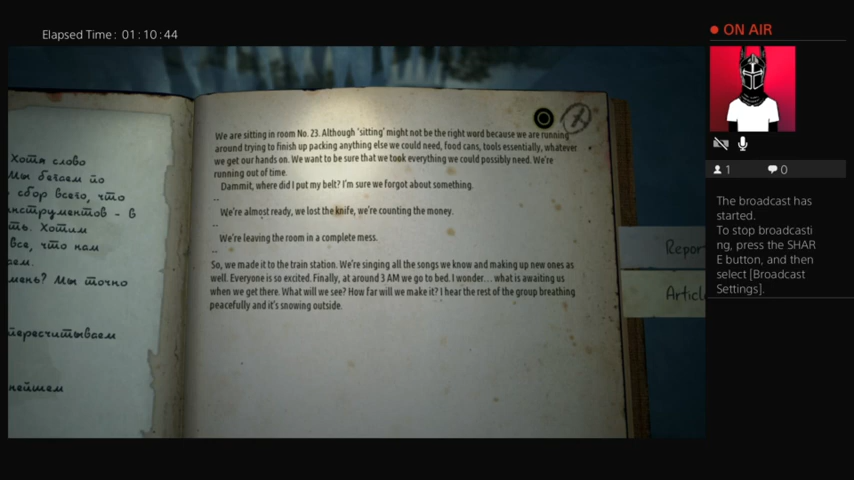 Elapsed Time : 01:10:44
ON AIR
Хотя слово
Мы бегаем по
сбор всего, что
инструментов - в
ть. Хотим
все, что нам
аем.
мень? Мы точно
пересчитываем
We are sitting in room No. 23. Although 'sitting' might not be the right word because we are running
around trying to finish up packing anything else we could need, food cans, tools essentially, whatever
we get our hands on. We want to be sure that we took everything we could possibly need. We're
running out of time.
Dammit, where did I put my belt? I'm sure we forgot about something.
--
We're almost ready, we lost the knife, we're counting the money.
--
We're leaving the room in a complete mess.
--
So, we made it to the train station. We're singing all the songs we know and making up new ones as
well. Everyone is so excited. Finally, at around 3 AM we go to bed. I wonder... what is awaiting us
when we get there. What will we see? How far will we make it? I hear the rest of the group breathing
peacefully and it's snowing outside.
Repor
Article
1
0
The broadcast has
started.
To stop broadcasti
ng, press the SHAR
E button, and then
select [Broadcast
Settings].